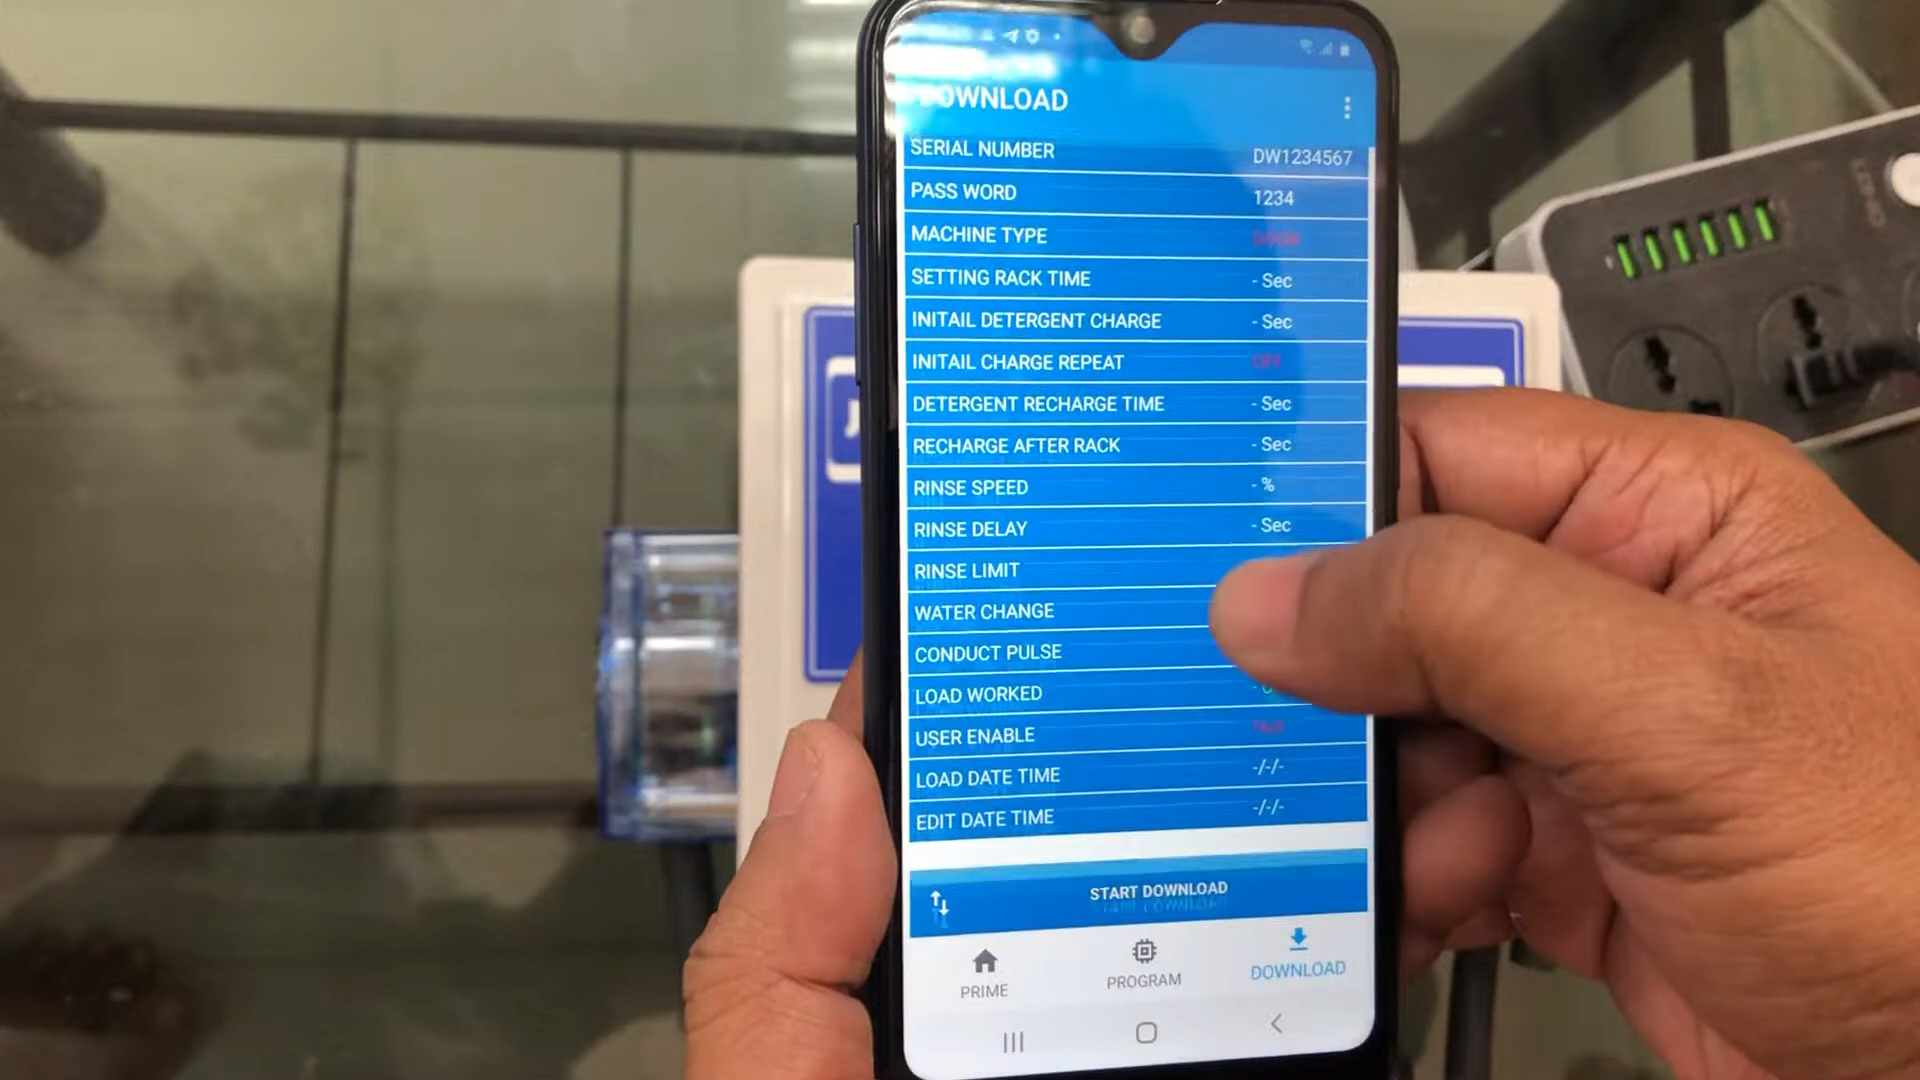 DOWNLOAD
SERIAL NUMBER DW1234567
PASS WORD 1234
MACHINE TYPE
SETTING RACK TIME - Sec
INITAIL DETERGENT CHARGE - Sec
INITAIL CHARGE REPEAT OFF
DETERGENT RECHARGE TIME - Sec
RECHARGE AFTER RACK - Sec
RINSE SPEED - %
RINSE DELAY - Sec
RINSE LIMIT
WATER CHANGE
CONDUCT PULSE
LOAD WORKED
USER ENABLE
LOAD DATE TIME -/-/-
EDIT DATE TIME -/-/-
START DOWNLOAD
PRIME PROGRAM DOWNLOAD